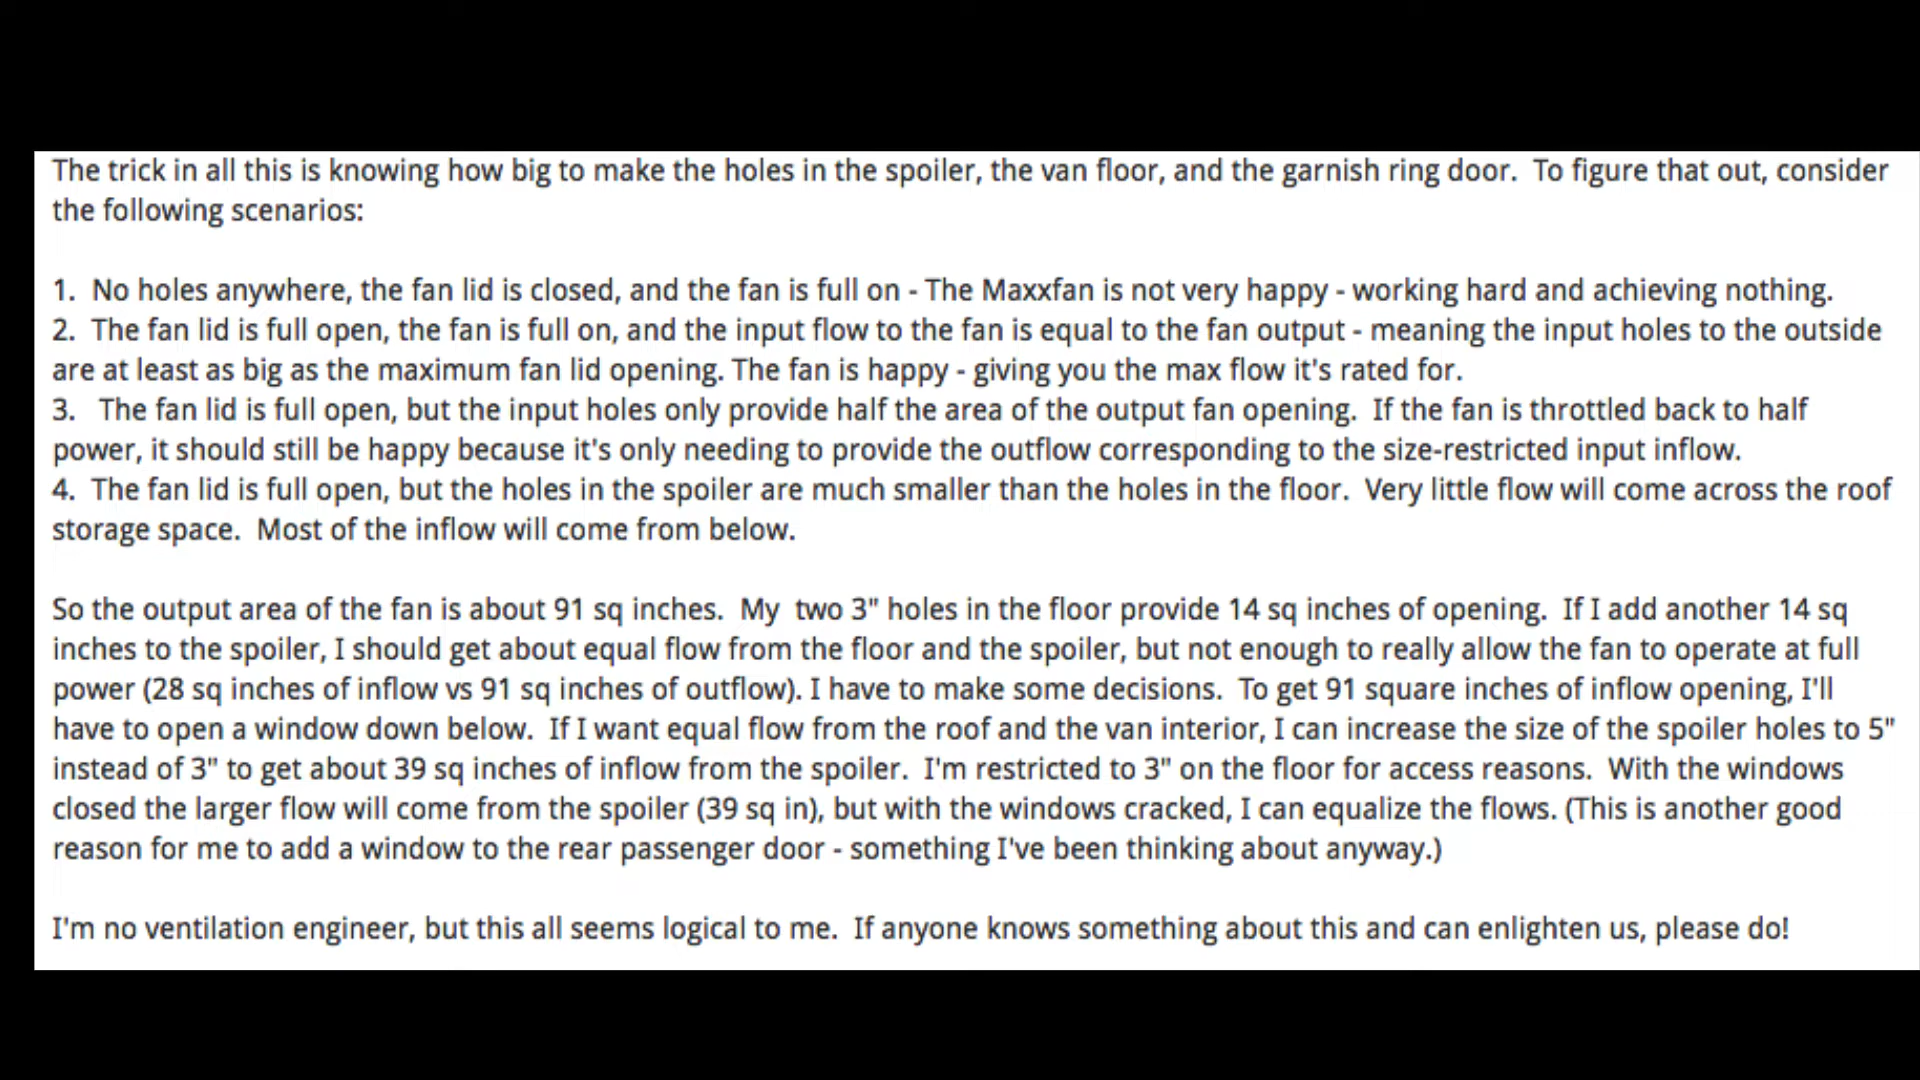 The trick in all this is knowing how big to make the holes in the spoiler, the van floor, and the garnish ring door.  To figure that out, consider
the following scenarios:
1.  No holes anywhere, the fan lid is closed, and the fan is full on - The Maxxfan is not very happy - working hard and achieving nothing.
2.  The fan lid is full open, the fan is full on, and the input flow to the fan is equal to the fan output - meaning the input holes to the outside
are at least as big as the maximum fan lid opening. The fan is happy - giving you the max flow it's rated for.
3.   The fan lid is full open, but the input holes only provide half the area of the output fan opening.  If the fan is throttled back to half
power, it should still be happy because it's only needing to provide the outflow corresponding to the size-restricted input inflow.
4.  The fan lid is full open, but the holes in the spoiler are much smaller than the holes in the floor.  Very little flow will come across the roof
storage space.  Most of the inflow will come from below.
So the output area of the fan is about 91 sq inches.  My  two 3" holes in the floor provide 14 sq inches of opening.  If I add another 14 sq
inches to the spoiler, I should get about equal flow from the floor and the spoiler, but not enough to really allow the fan to operate at full
power (28 sq inches of inflow vs 91 sq inches of outflow). I have to make some decisions.  To get 91 square inches of inflow opening, I'll
have to open a window down below.  If I want equal flow from the roof and the van interior, I can increase the size of the spoiler holes to 5"
instead of 3" to get about 39 sq inches of inflow from the spoiler.  I'm restricted to 3" on the floor for access reasons.  With the windows
closed the larger flow will come from the spoiler (39 sq in), but with the windows cracked, I can equalize the flows. (This is another good
reason for me to add a window to the rear passenger door - something I've been thinking about anyway.)
I'm no ventilation engineer, but this all seems logical to me.  If anyone knows something about this and can enlighten us, please do!